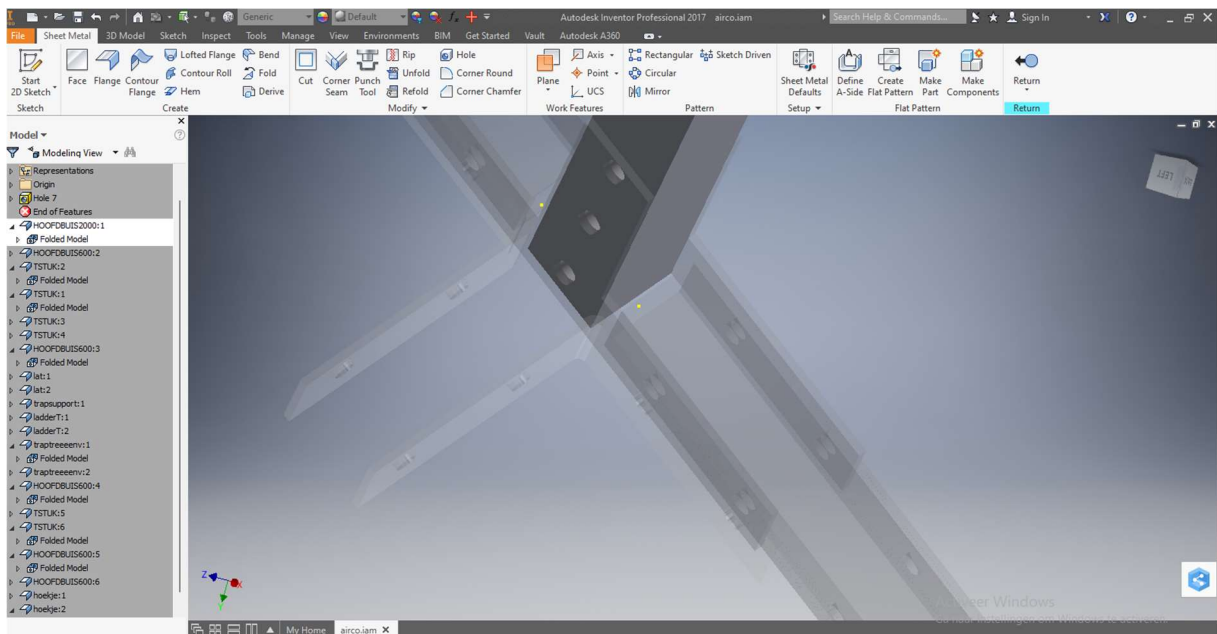 Generic
Default
Autodesk Inventor Professional 2017 airco.iam
Search Help & Commands...
Sign In
File Sheet Metal 3D Model Sketch Inspect Tools Manage View Environments BIM Get Started Vault Autodesk A360
Start
2D Sketch
Face Flange Contour
Flange
Lofted Flange
Contour Roll
Hem
Bend
Fold
Derive
Cut Corner
Seam
Punch
Tool
Rip
Unfold
Refold
Hole
Corner Round
Corner Chamfer
Plane
Axis
Point
UCS
Rectangular
Circular
Mirror
Sketch Driven
Sheet Metal
Defaults
Define
A-Side
Create
Flat Pattern
Make
Part
Make
Components
Return
Sketch Create Modify Work Features Pattern Setup Flat Pattern Return
Model
Modeling View
Representations
Origin
Hole 7
End of Features
HOOFDBUIS2000:1
Folded Model
HOOFDBUIS600:2
TSTUK:2
Folded Model
TSTUK:1
Folded Model
TSTUK:3
TSTUK:4
HOOFDBUIS600:3
Folded Model
lat:1
lat:2
trapsupport:1
ladderT:1
ladderT:2
traptreeeenv:1
Folded Model
traptreeeenv:2
HOOFDBUIS600:4
Folded Model
TSTUK:5
TSTUK:6
Folded Model
HOOFDBUIS600:5
Folded Model
HOOFDBUIS600:6
hoekje:1
hoekje:2
LEFT
Z
X
Y
Windows
My Home airco.iam